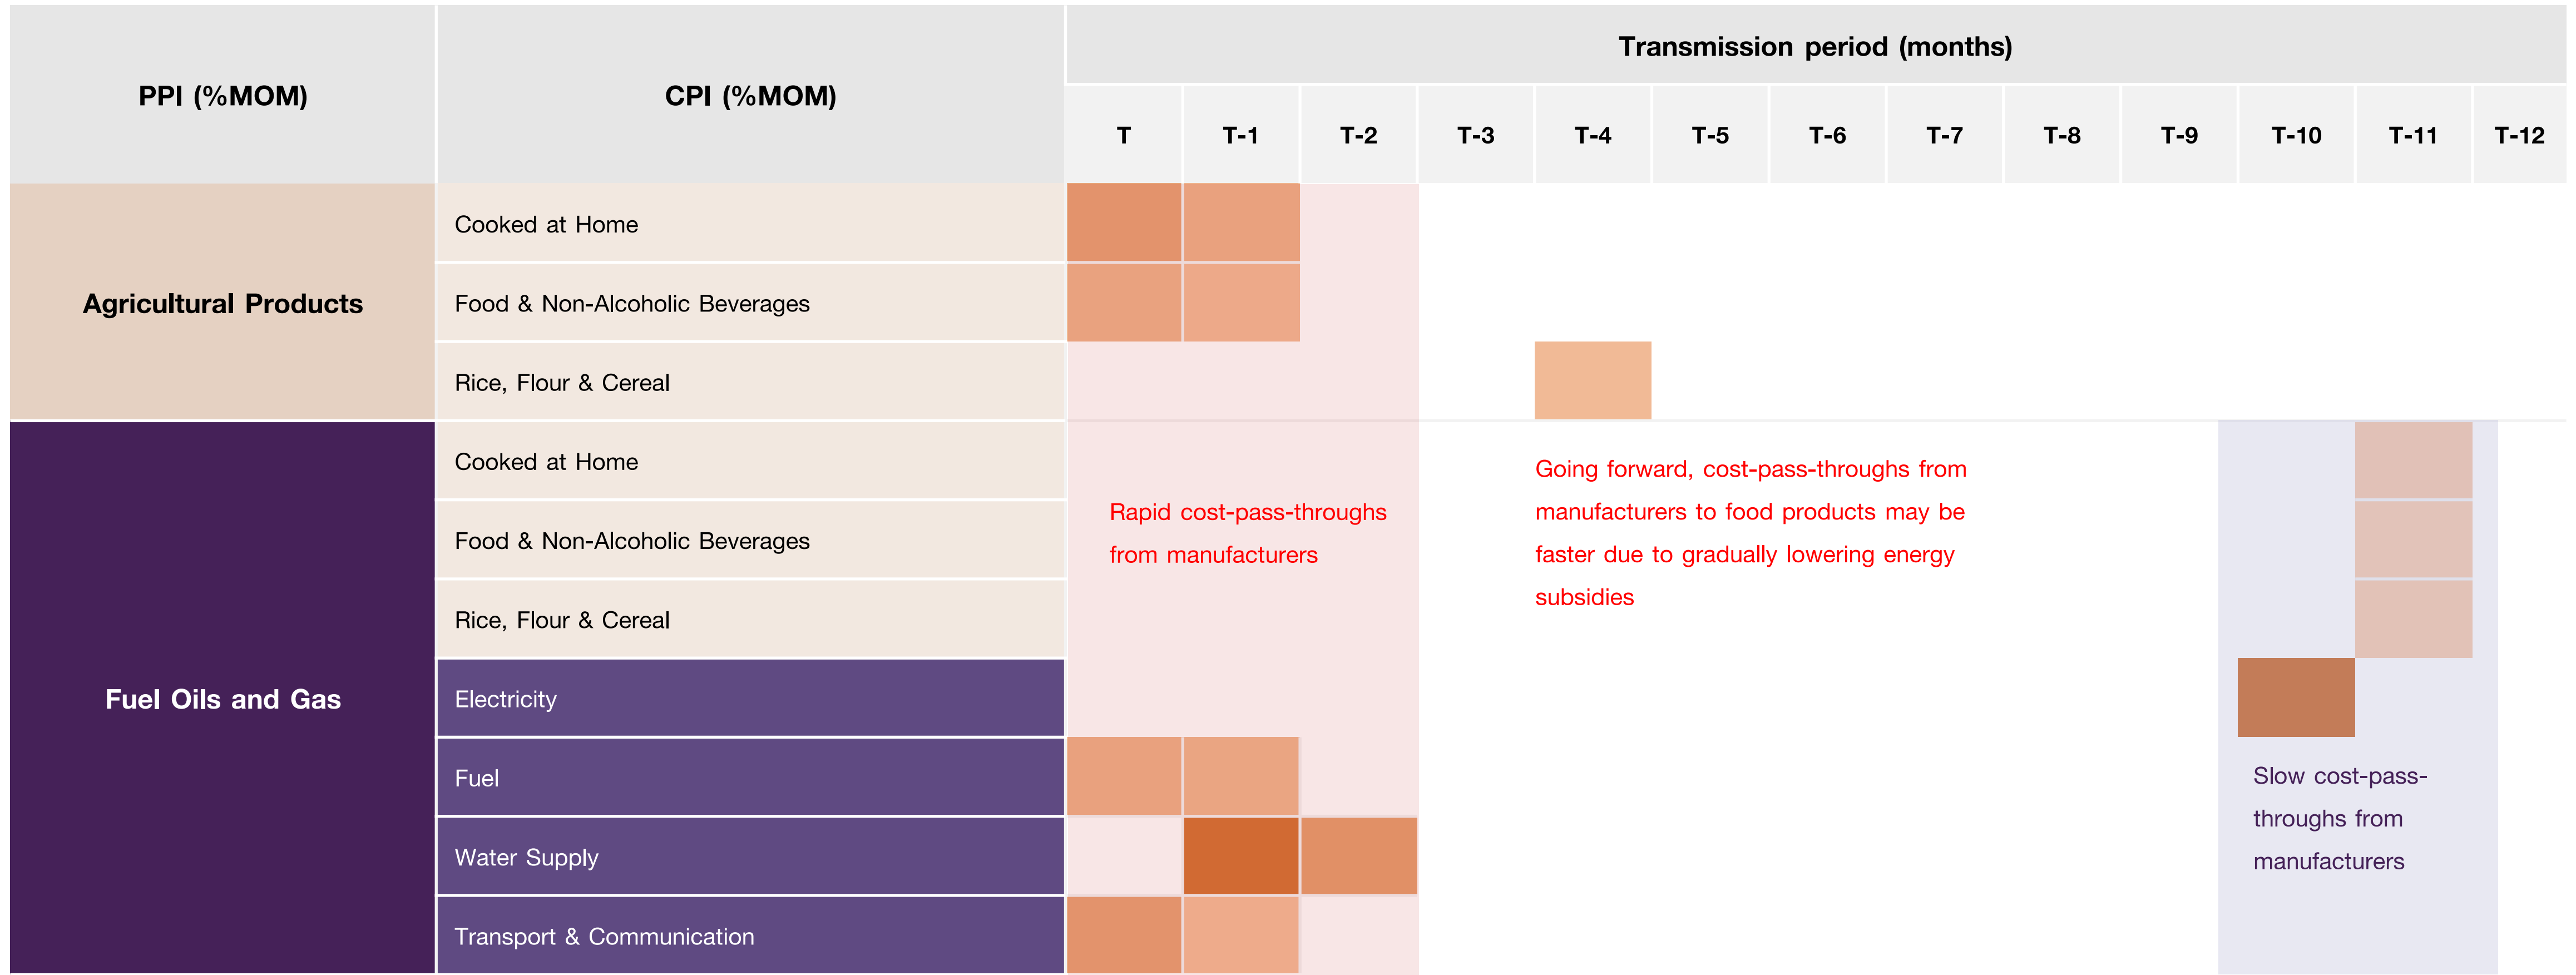 PPI (%MOM)
CPI (%MOM)
Transmission period (months)
T
T-1
T-2
T-3
T-4
T-5
T-6
T-7
T-8
T-9
T-10
T-11
T-12
Agricultural Products
Cooked at Home
Food & Non-Alcoholic Beverages
Rice, Flour & Cereal
Fuel Oils and Gas
Cooked at Home
Food & Non-Alcoholic Beverages
Rice, Flour & Cereal
Electricity
Fuel
Water Supply
Transport & Communication
Rapid cost-pass-throughs
from manufacturers
Going forward, cost-pass-throughs from
manufacturers to food products may be
faster due to gradually lowering energy
subsidies
Slow cost-pass-
throughs from
manufacturers